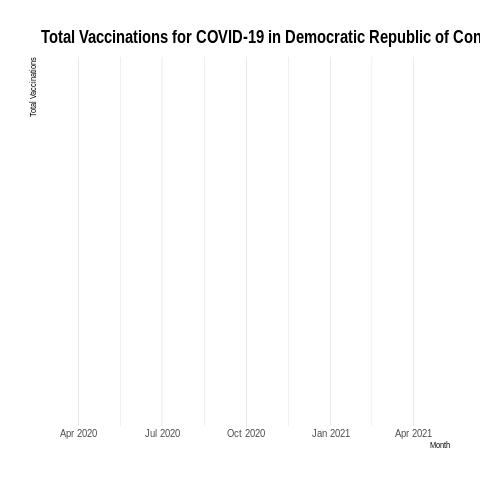 Total Vaccinations for COVID-19 in Democratic Republic of Con
Total Vaccinations
Apr 2020 Jul 2020 Oct 2020 Jan 2021 Apr 2021
Month